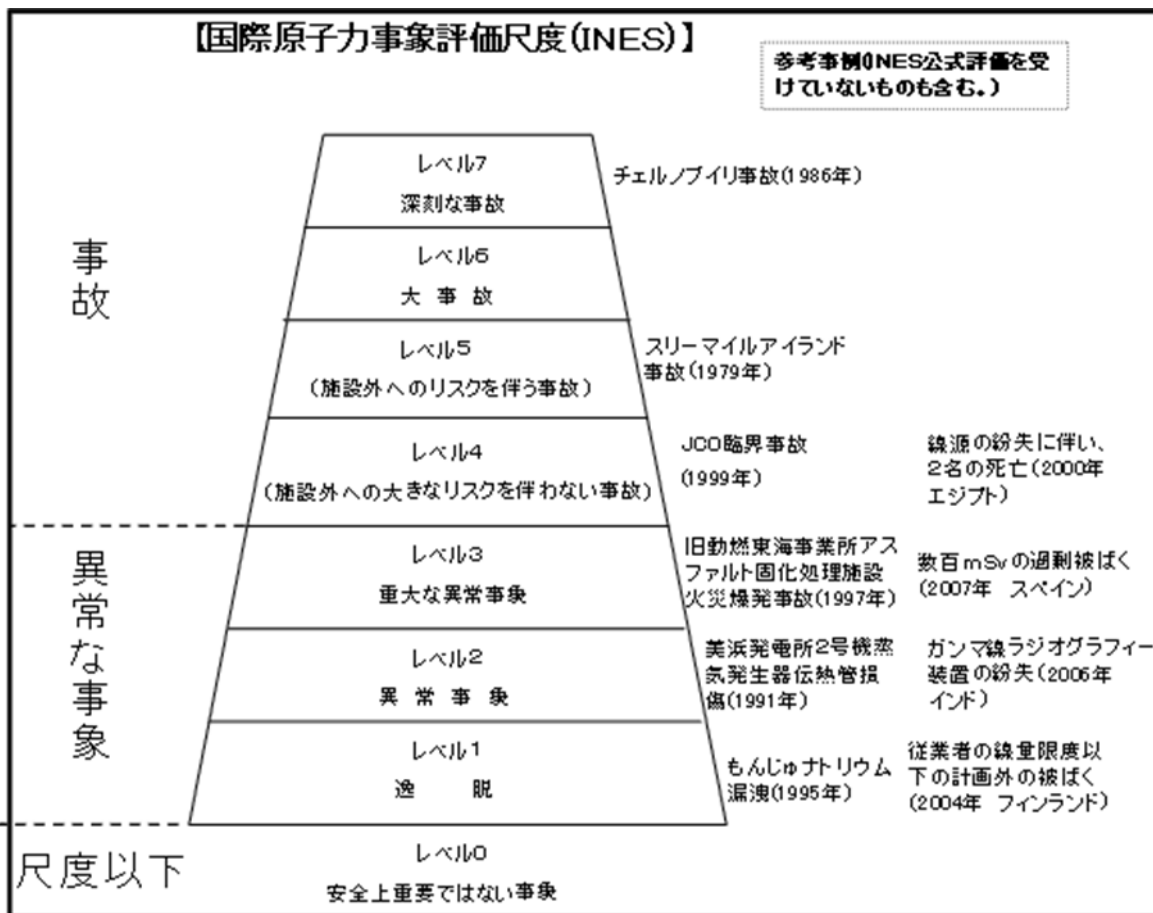 【国際原子力事象評価尺度(INES)】
参考事例(INES公式評価を受
けていないものも含む。)
事故
レベル7
深刻な事故
チェルノブイリ事故(1986年)
レベル6
大事故
レベル5
(施設外へのリスクを伴う事故)
スリーマイルアイランド
事故(1979年)
レベル4
(施設外への大きなリスクを伴わない事故)
JCO臨界事故
(1999年)
線源の紛失に伴い、
2名の死亡(2000年
エジプト)
異常な事象
レベル3
重大な異常事象
旧動燃東海事業所アス
ファルト固化処理施設
火災爆発事故(1997年)
数百mSvの過剰被ばく
(2007年 スペイン)
レベル2
異常事象
美浜発電所2号機蒸
気発生器伝熱管損
傷(1991年)
ガンマ線ラジオグラフィー
装置の紛失(2006年
インド)
レベル1
逸脱
もんじゅナトリウム
漏洩(1995年)
従業者の線量限度以
下の計画外の被ばく
(2004年 フィンランド)
尺度以下
レベル0
安全上重要ではない事象